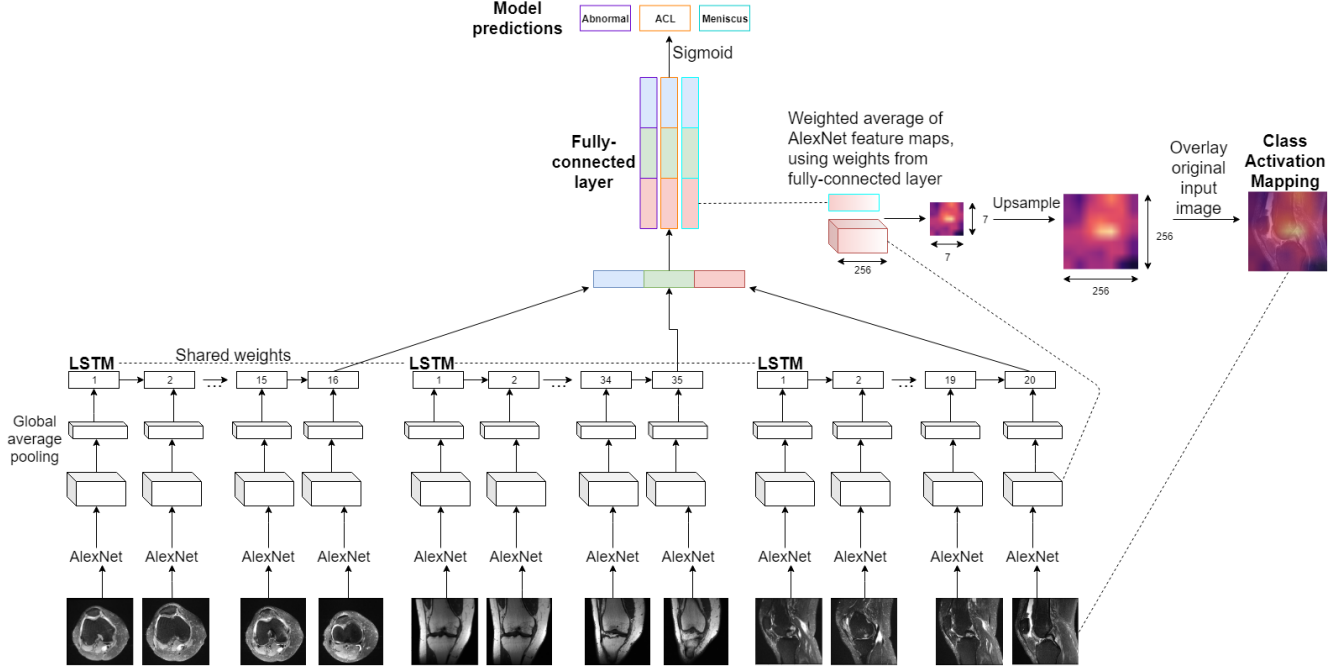 Model
predictions
Abnormal
ACL
Meniscus
Sigmoid
Fully-
connected
layer
Weighted average of
AlexNet feature maps,
using weights from
fully-connected layer
256
7
7
Upsample
256
256
Overlay
original
input
image
Class
Activation
Mapping
LSTM
Shared weights
LSTM
LSTM
1
2
...
15
16
1
2
...
34
35
1
2
...
19
20
Global
average
pooling
AlexNet
AlexNet
AlexNet
AlexNet
AlexNet
AlexNet
AlexNet
AlexNet
AlexNet
AlexNet
AlexNet
AlexNet